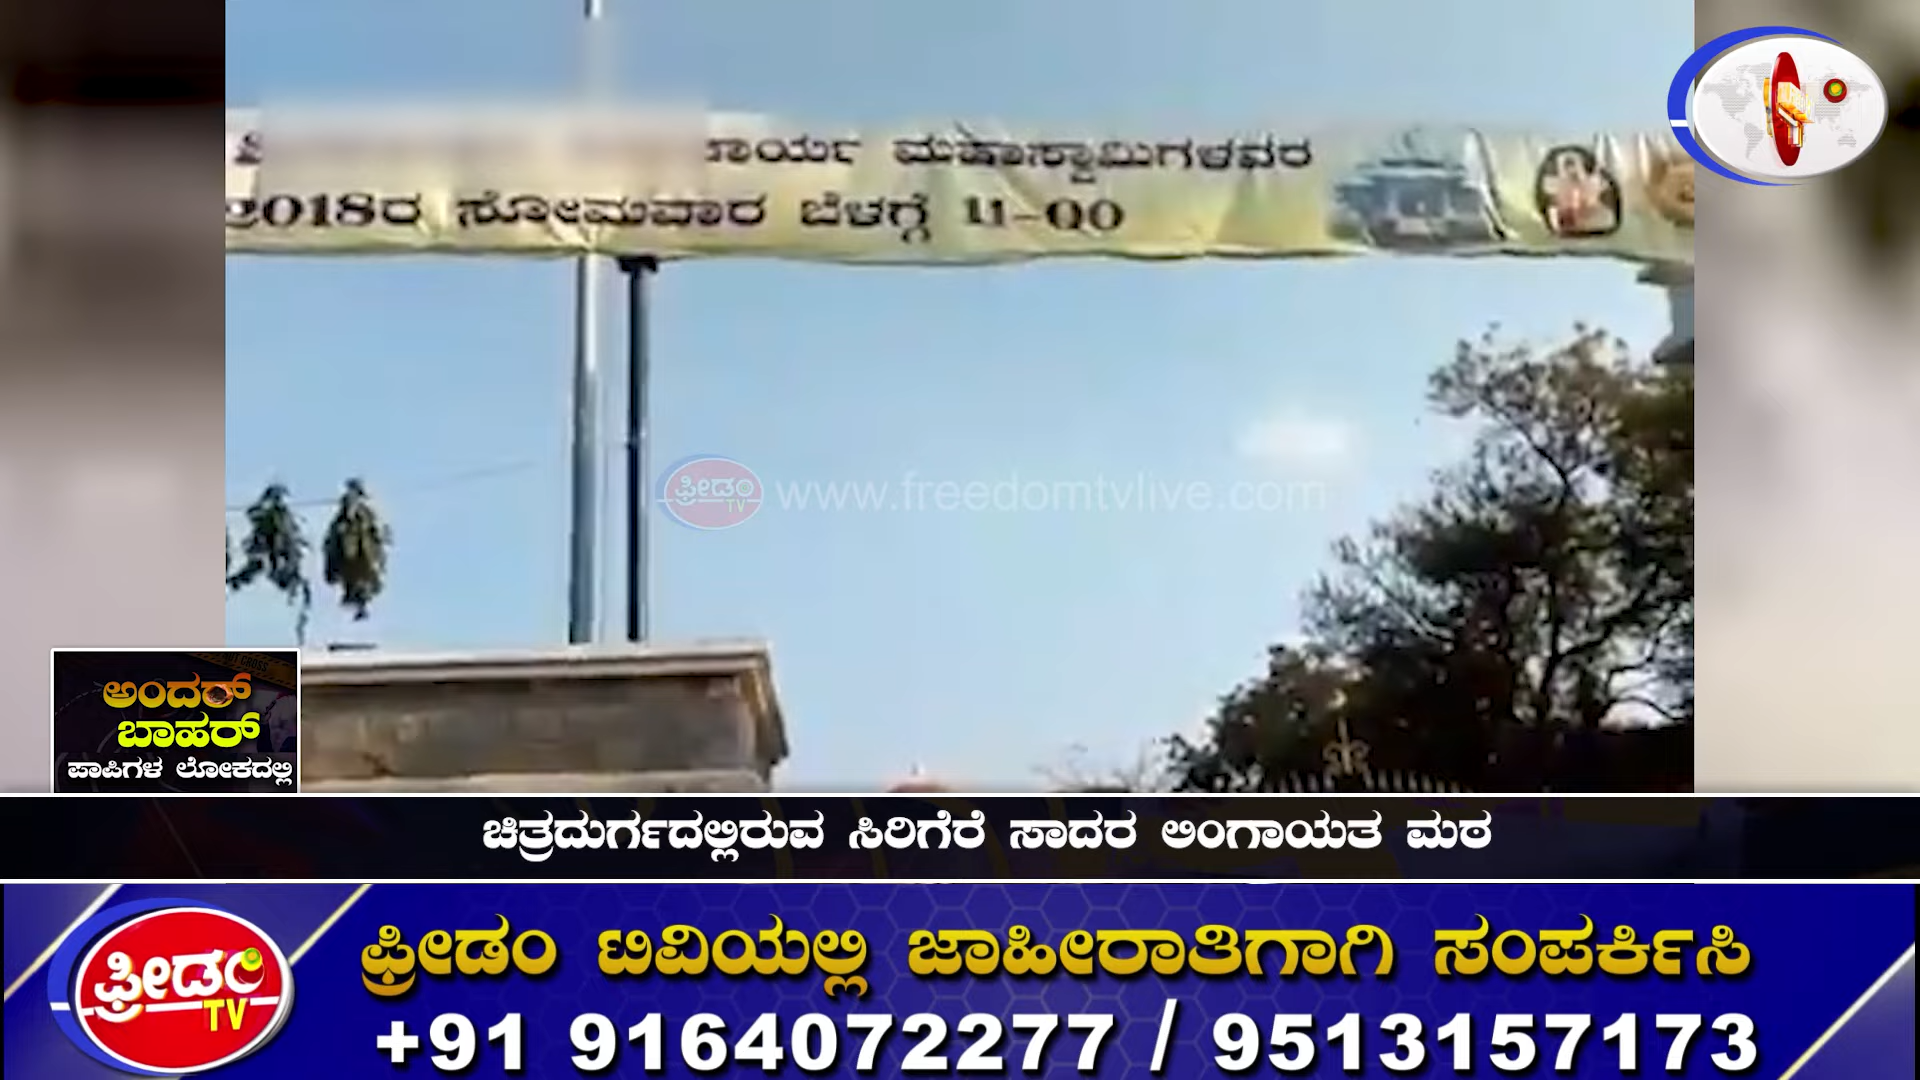 ಕಾರ್ಯ ಮಹಾಸ್ವಾಮಿಗಳವರ
2018ರ ಸೋಮವಾರ ಬೆಳಗ್ಗೆ 11-00
ಫ್ರೀಡಂ TV www.freedomtvlive.com
ಅಂದರ್
ಬಾಹರ್
ಪಾಪಿಗಳ ಲೋಕದಲ್ಲಿ
ಚಿತ್ರದುರ್ಗದಲ್ಲಿರುವ ಸಿರಿಗೆರೆ ಸಾದರ ಲಿಂಗಾಯತ ಮಠ
ಫ್ರೀಡಂ TV
ಫ್ರೀಡಂ ಟಿವಿಯಲ್ಲಿ ಜಾಹೀರಾತಿಗಾಗಿ ಸಂಪರ್ಕಿಸಿ
+91 9164072277 / 9513157173